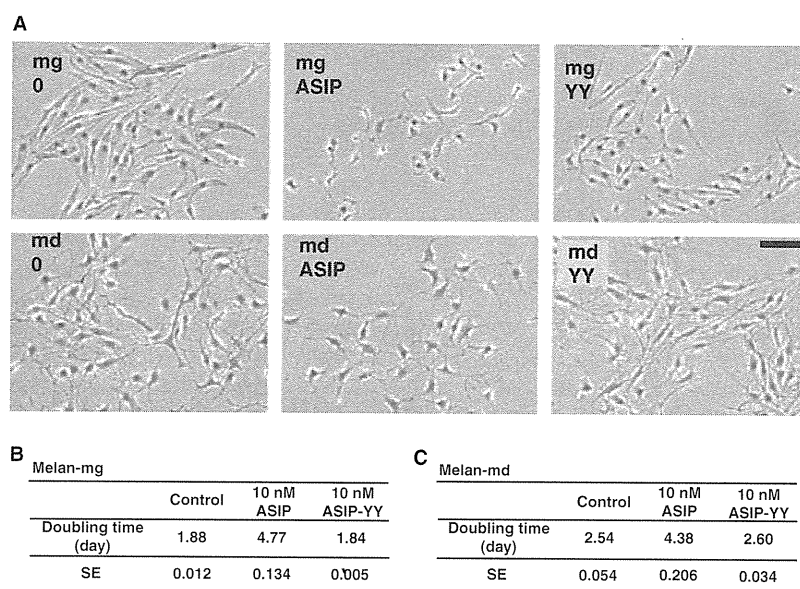 A
mg
0
mg
ASIP
mg
YY
md
0
md
ASIP
md
YY
B
Melan-mg
Control 10 nM ASIP 10 nM ASIP-YY
Doubling time (day) 1.88 4.77 1.84
SE 0.012 0.134 0.005
C
Melan-md
Control 10 nM ASIP 10 nM ASIP-YY
Doubling time (day) 2.54 4.38 2.60
SE 0.054 0.206 0.034